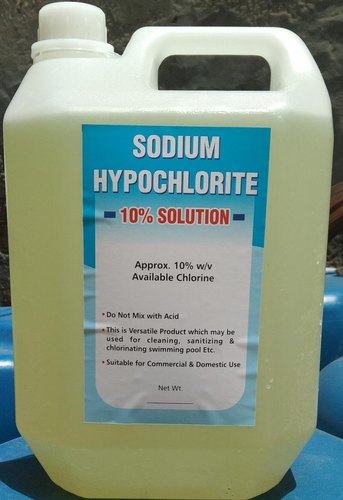 SODIUM
HYPOCHLORITE
10% SOLUTION
Approx. 10% w/v
Available Chlorine
• Do Not Mix with Acid
• This is Versatile Product which may be
used for cleaning, sanitizing &
chlorinating swimming pool Etc.
• Suitable for Commercial & Domestic Use
Net Wt.